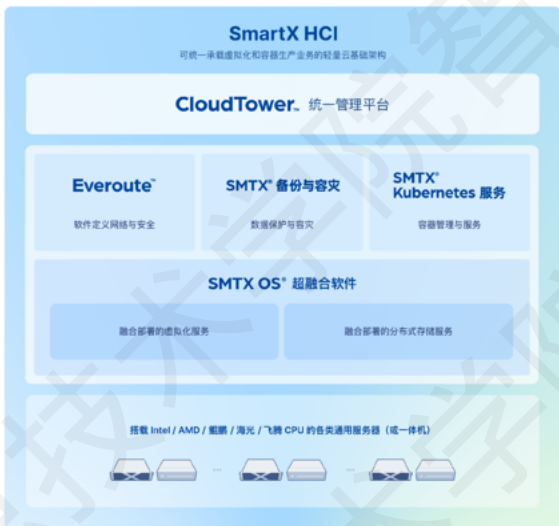 SmartX HCI
可统一承载虚拟化和容器生产业务的轻量云基础架构
CloudTower™ 统一管理平台
Everoute™
软件定义网络与安全
SMTX® 备份与容灾
数据保护与容灾
SMTX®
Kubernetes 服务
容器管理与服务
SMTX OS® 超融合软件
融合部署的虚拟化服务
融合部署的分布式存储服务
搭载 Intel / AMD / 鲲鹏 / 海光 / 飞腾 CPU 的各类通用服务器（或一体机）
... ... ...
技术学院